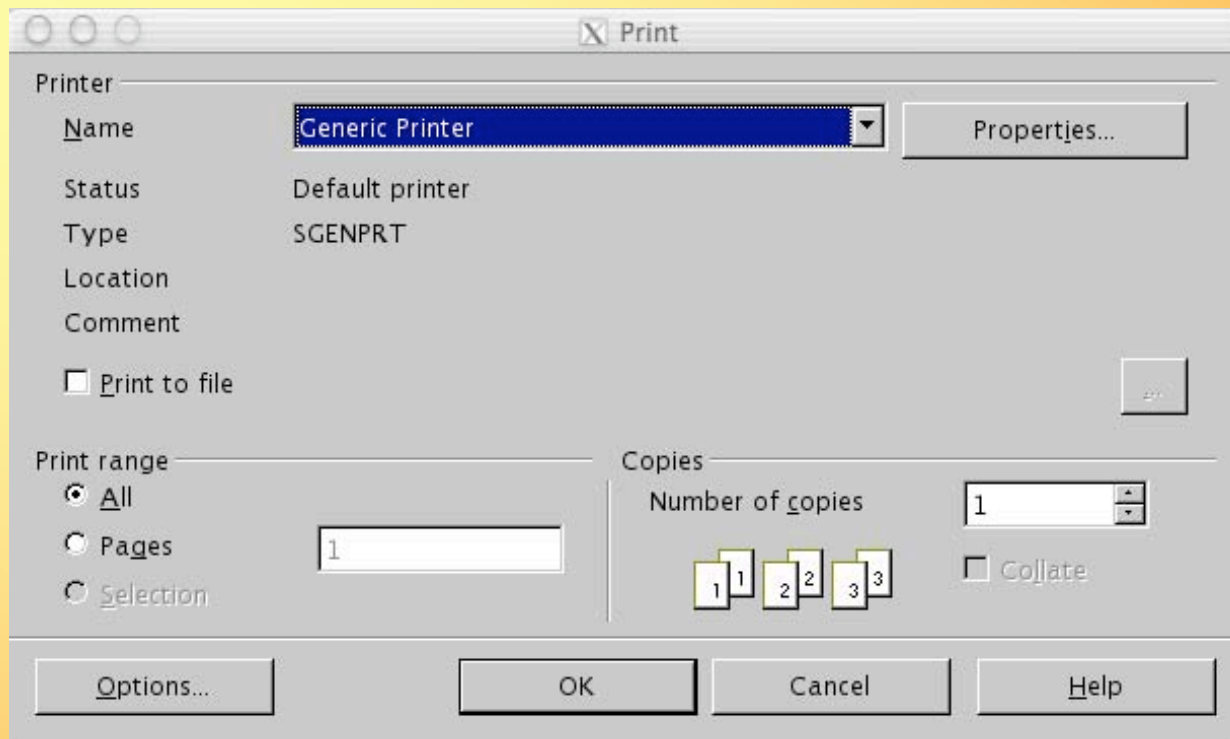 X Print
Printer
Name Generic Printer Properties...
Status Default printer
Type SGENPRT
Location
Comment
Print to file
...
Print range Copies
All Number of copies 1
Pages 1
1 1 2 2 3 3 Collate
Selection
Options... OK Cancel Help